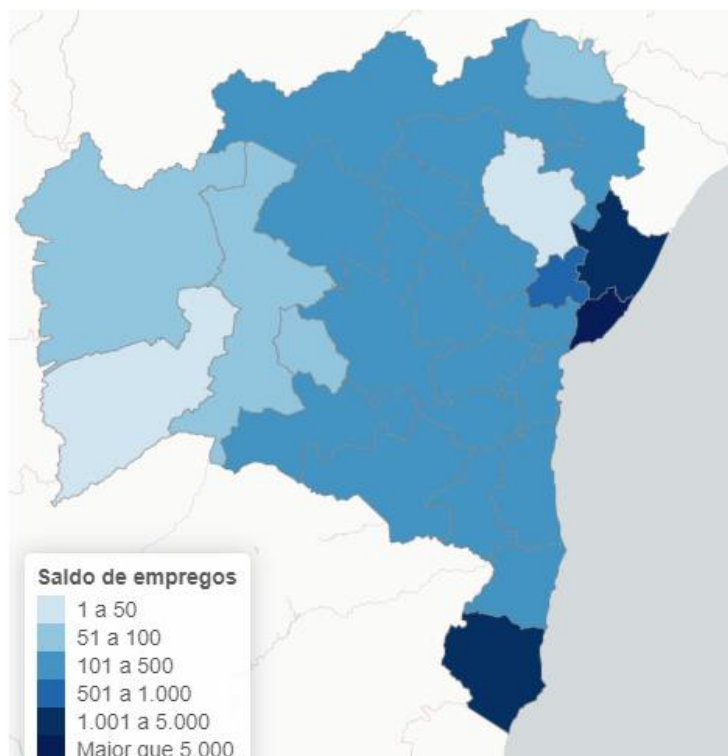 Saldo de empregos
1 a 50
51 a 100
101 a 500
501 a 1.000
1.001 a 5.000
Maior que 5.000